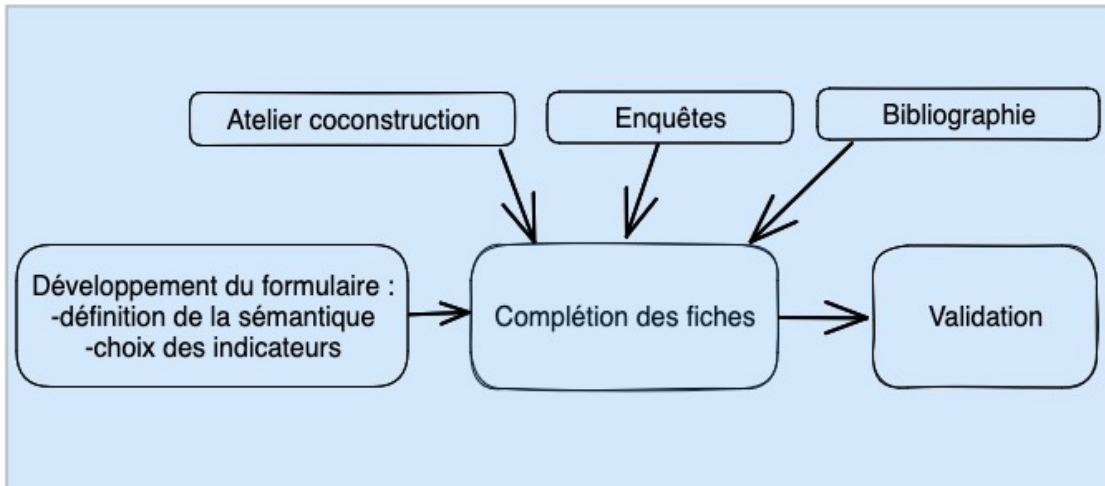 Atelier coconstruction
Enquêtes
Bibliographie
Développement du formulaire :
-définition de la sémantique
-choix des indicateurs
Complétion des fiches
Validation